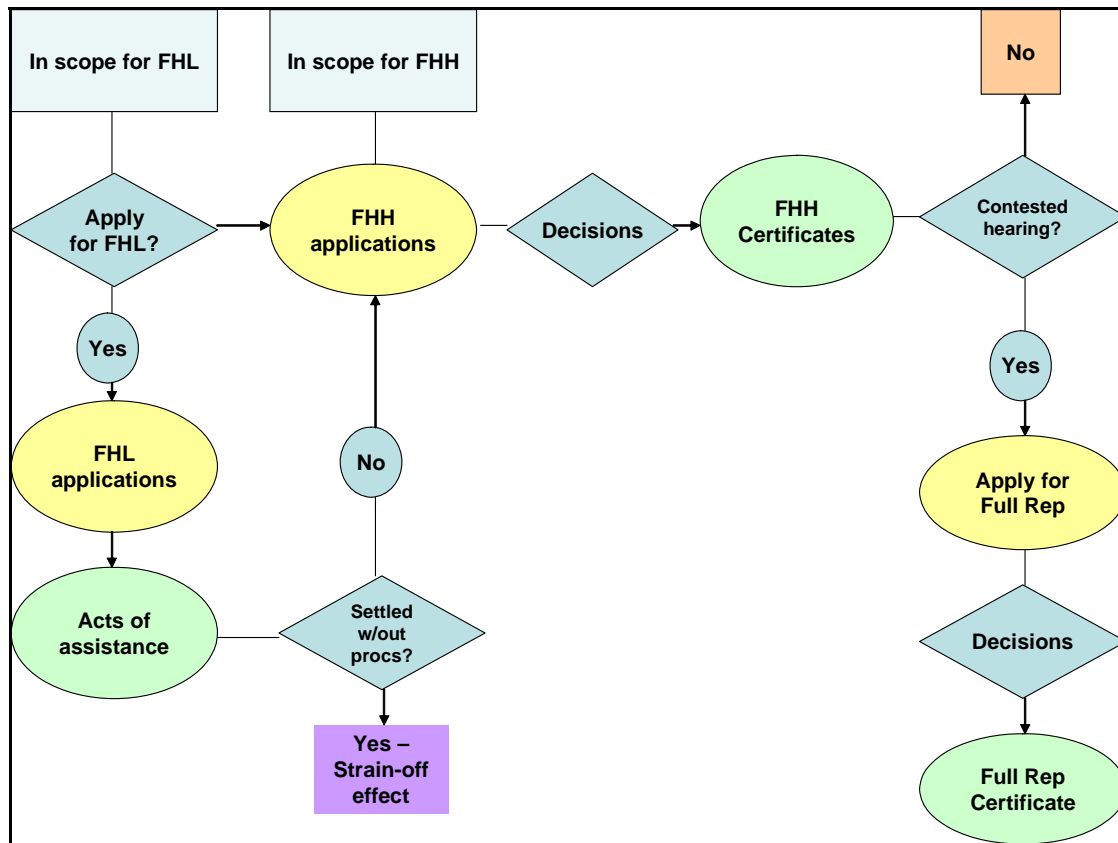 In scope for FHL
In scope for FHH
No
Apply
for FHL?
FHH
applications
Decisions
FHH
Certificates
Contested
hearing?
Yes
Yes
FHL
applications
No
Apply for
Full Rep
Acts of
assistance
Settled
w/out
procs?
Decisions
Yes –
Strain-off
effect
Full Rep
Certificate